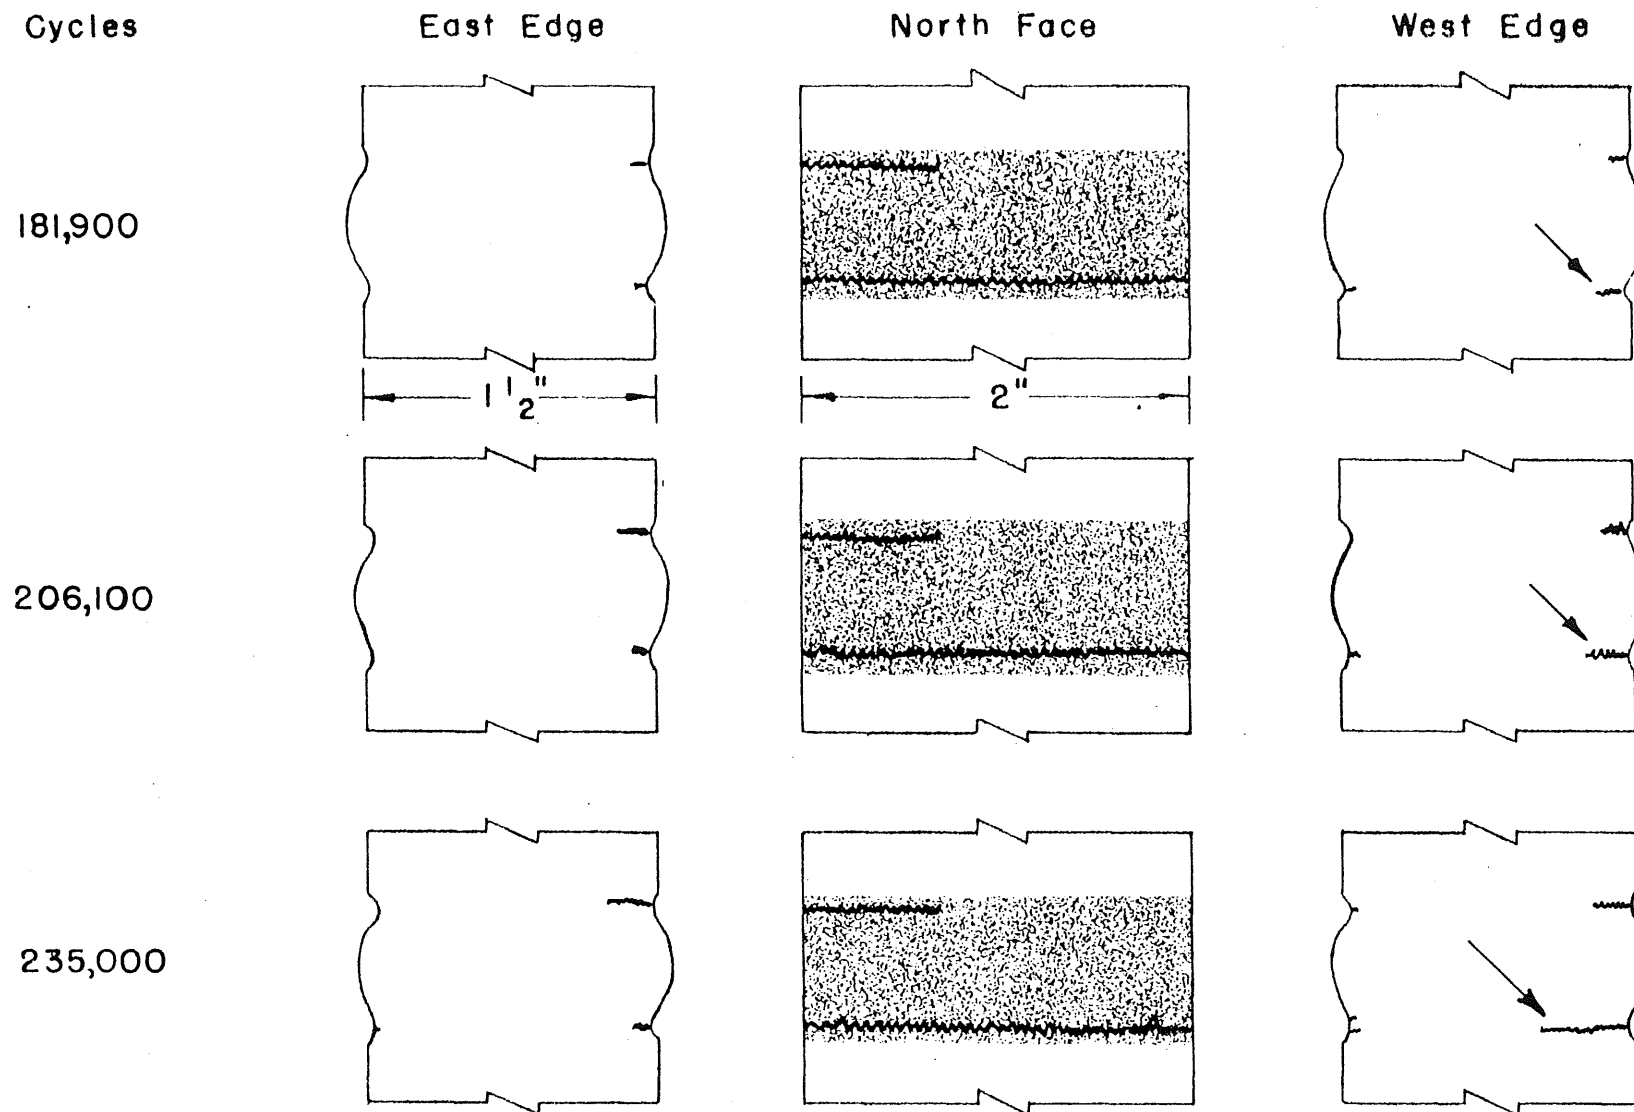 Cycles East Edge North Face West Edge
181,900
1 1/2" 2"
206,100
235,000